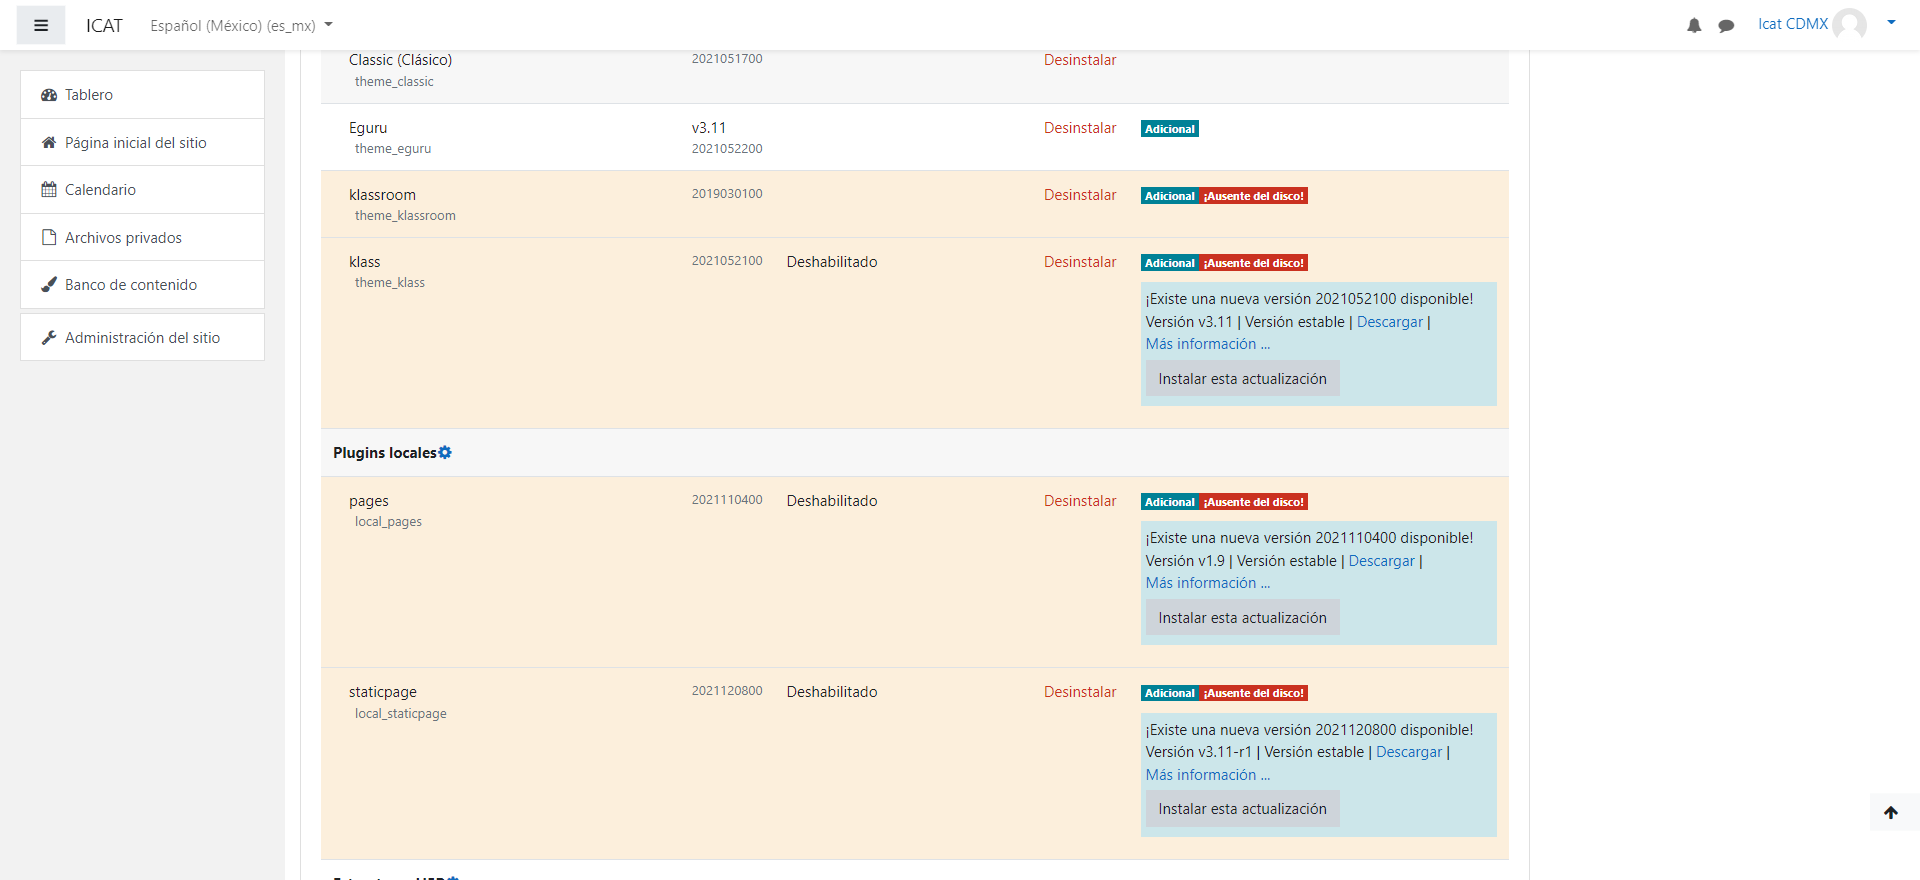 ICAT Español (México) (es_mx) Icat CDMX
Tablero
Página inicial del sitio
Calendario
Archivos privados
Banco de contenido
Administración del sitio
Classic (Clásico) 2021051700 Desinstalar
theme_classic
Eguru v3.11 Desinstalar Adicional
theme_eguru 2021052200
klassroom 2019030100 Desinstalar Adicional ¡Ausente del disco!
theme_klassroom
klass 2021052100 Deshabilitado Desinstalar Adicional ¡Ausente del disco!
theme_klass
¡Existe una nueva versión 2021052100 disponible!
Versión v3.11 | Versión estable | Descargar |
Más información ...
Instalar esta actualización
Plugins locales
pages 2021110400 Deshabilitado Desinstalar Adicional ¡Ausente del disco!
local_pages
¡Existe una nueva versión 2021110400 disponible!
Versión v1.9 | Versión estable | Descargar |
Más información ...
Instalar esta actualización
staticpage 2021120800 Deshabilitado Desinstalar Adicional ¡Ausente del disco!
local_staticpage
¡Existe una nueva versión 2021120800 disponible!
Versión v3.11-r1 | Versión estable | Descargar |
Más información ...
Instalar esta actualización